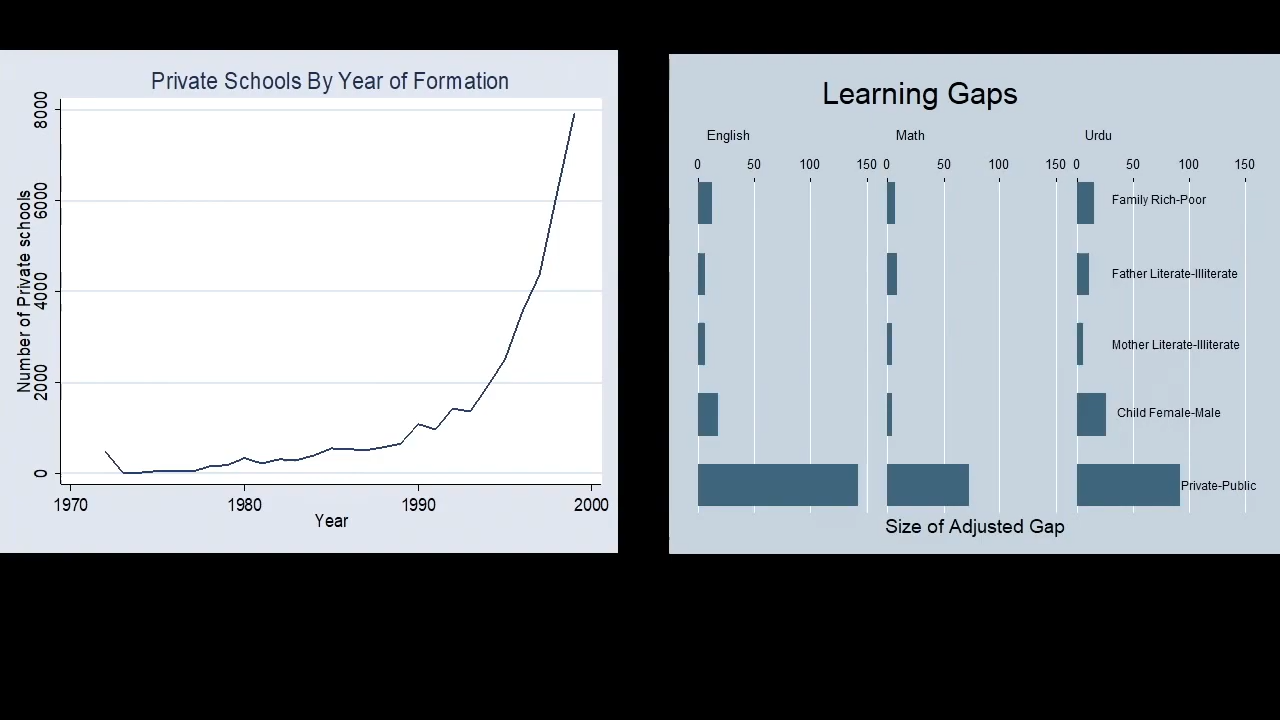 Private Schools By Year of Formation
Number of Private schools
8000
6000
4000
2000
0
1970 1980 1990 2000
Year
Learning Gaps
English Math Urdu
0 50 100 150 0 50 100 150 0 50 100 150
Family Rich-Poor
Father Literate-Illiterate
Mother Literate-Illiterate
Child Female-Male
Private-Public
Size of Adjusted Gap